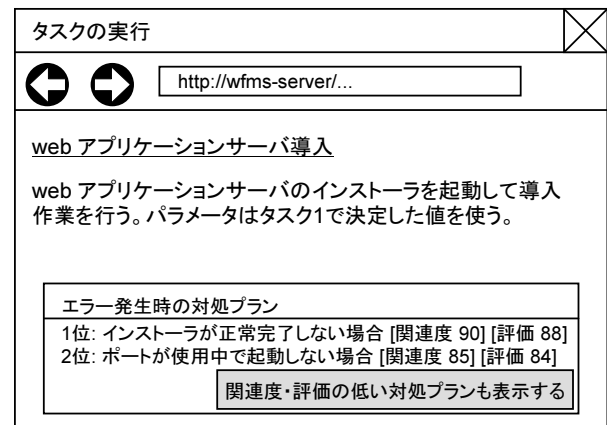 タスクの実行
http://wfms-server/...
web アプリケーションサーバ導入
web アプリケーションサーバのインストーラを起動して導入
作業を行う。パラメータはタスク1で決定した値を使う。
エラー発生時の対処プラン
1位: インストーラが正常完了しない場合 [関連度 90] [評価 88]
2位: ポートが使用中で起動しない場合 [関連度 85] [評価 84]
関連度・評価の低い対処プランも表示する